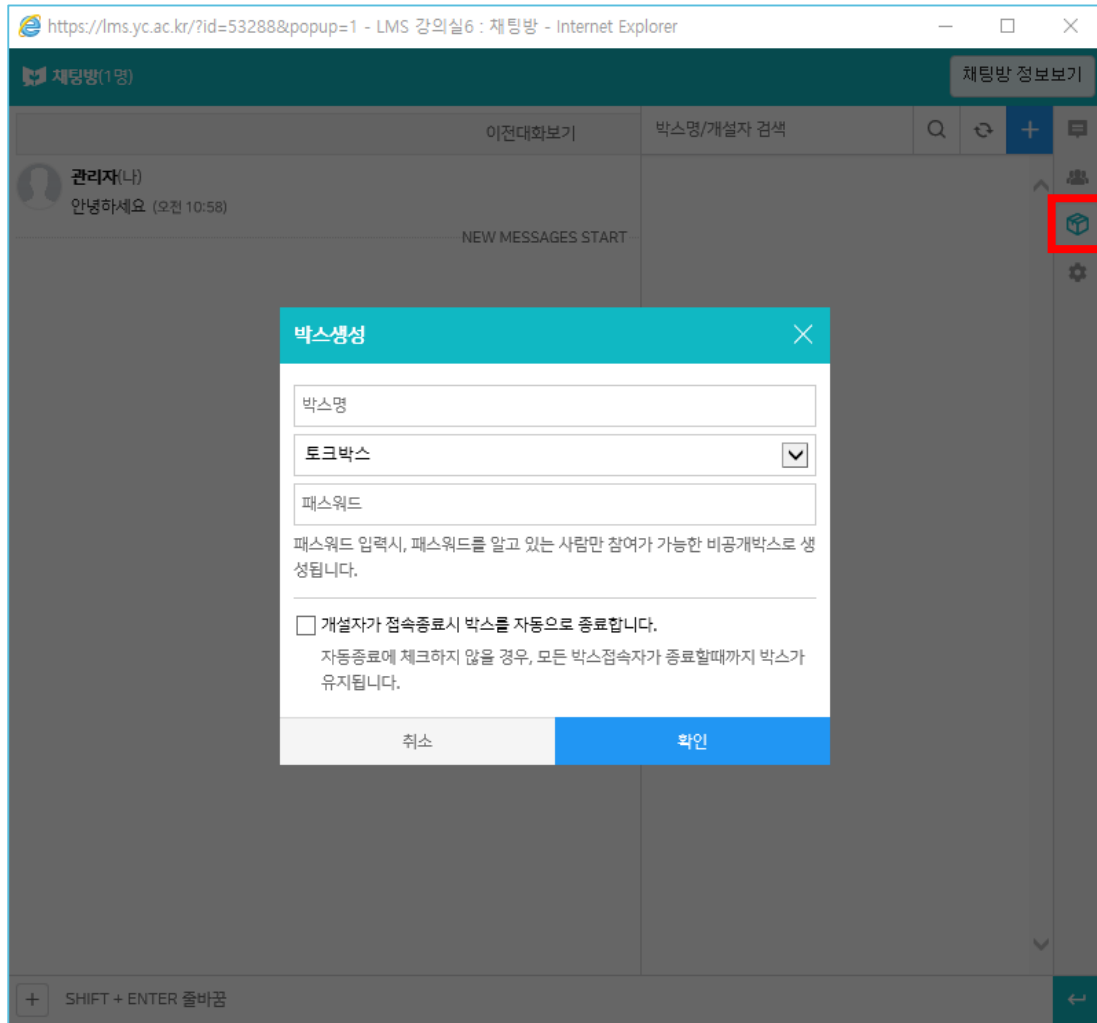 https://lms.yc.ac.kr/?id=53288&popup=1 - LMS 강의실6 : 채팅방 - Internet Explorer
채팅방(1명)
채팅방 정보보기
이전대화보기
박스명/개설자 검색
관리자(나)
안녕하세요 (오전 10:58)
NEW MESSAGES START
박스생성
박스명
토크박스
패스워드
패스워드 입력시, 패스워드를 알고 있는 사람만 참여가 가능한 비공개박스로 생
성됩니다.
개설자가 접속종료시 박스를 자동으로 종료합니다.
자동종료에 체크하지 않을 경우, 모든 박스접속자가 종료할때까지 박스가
유지됩니다.
취소
확인
SHIFT + ENTER 줄바꿈